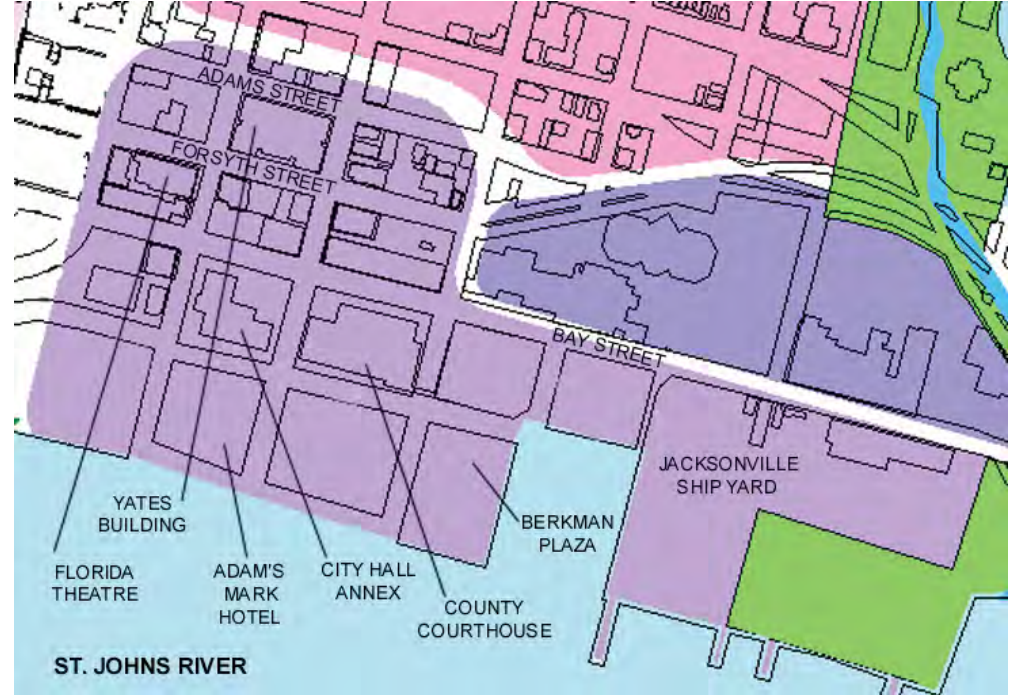 ADAMS STREET
FORSYTH STREET
BAY STREET
JACKSONVILLE
SHIP YARD
YATES
BUILDING
BERKMAN
PLAZA
FLORIDA
THEATRE
ADAM'S
MARK
HOTEL
CITY HALL
ANNEX
COUNTY
COURTHOUSE
ST. JOHNS RIVER